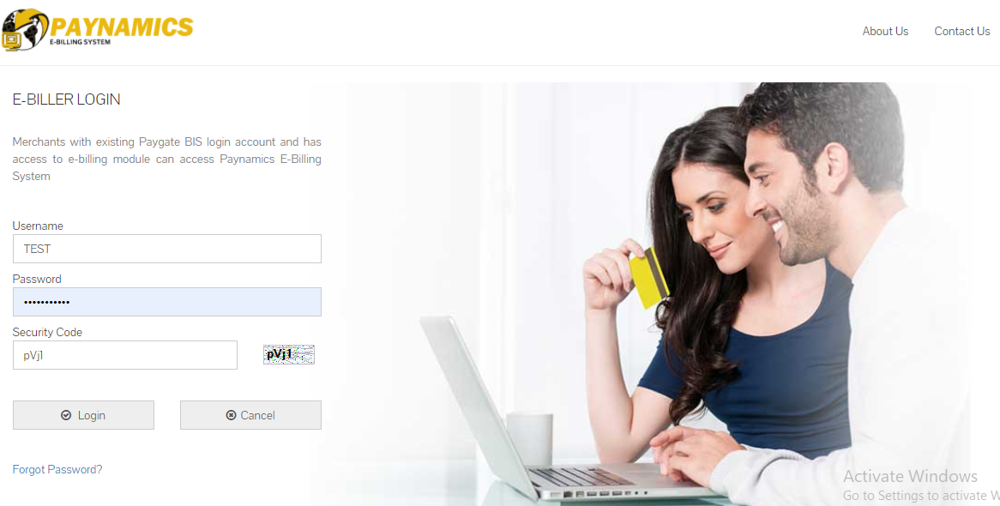 PAYNAMICS
E-BILLING SYSTEM
About Us
Contact Us
E-BILLER LOGIN
Merchants with existing Paygate BIS login account and has
access to e-billing module can access Paynamics E-Billing
System
Username
TEST
Password
•••••••••••
Security Code
pVj1
pVj1
Login
Cancel
Forgot Password?
Activate Windows
Go to Settings to activate W